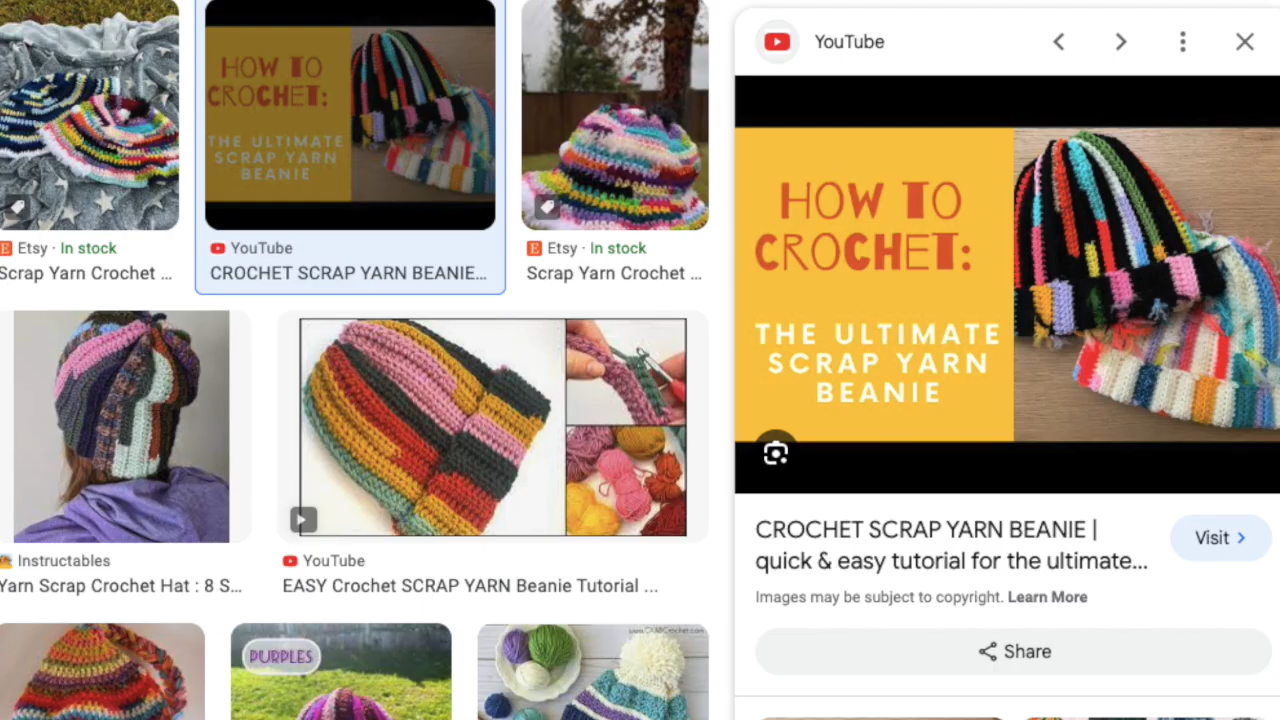 HOW TO
CROCHET:
THE ULTIMATE
SCRAP YARN
BEANIE
Etsy · In stock
Scrap Yarn Crochet ...
YouTube
CROCHET SCRAP YARN BEANIE...
Etsy · In stock
Scrap Yarn Crochet ...
Instructables
Yarn Scrap Crochet Hat : 8 S...
YouTube
EASY Crochet SCRAP YARN Beanie Tutorial ...
PURPLES
YouTube
HOW TO
CROCHET:
THE ULTIMATE
SCRAP YARN
BEANIE
CROCHET SCRAP YARN BEANIE |
quick & easy tutorial for the ultimate...
Visit
Images may be subject to copyright. Learn More
Share